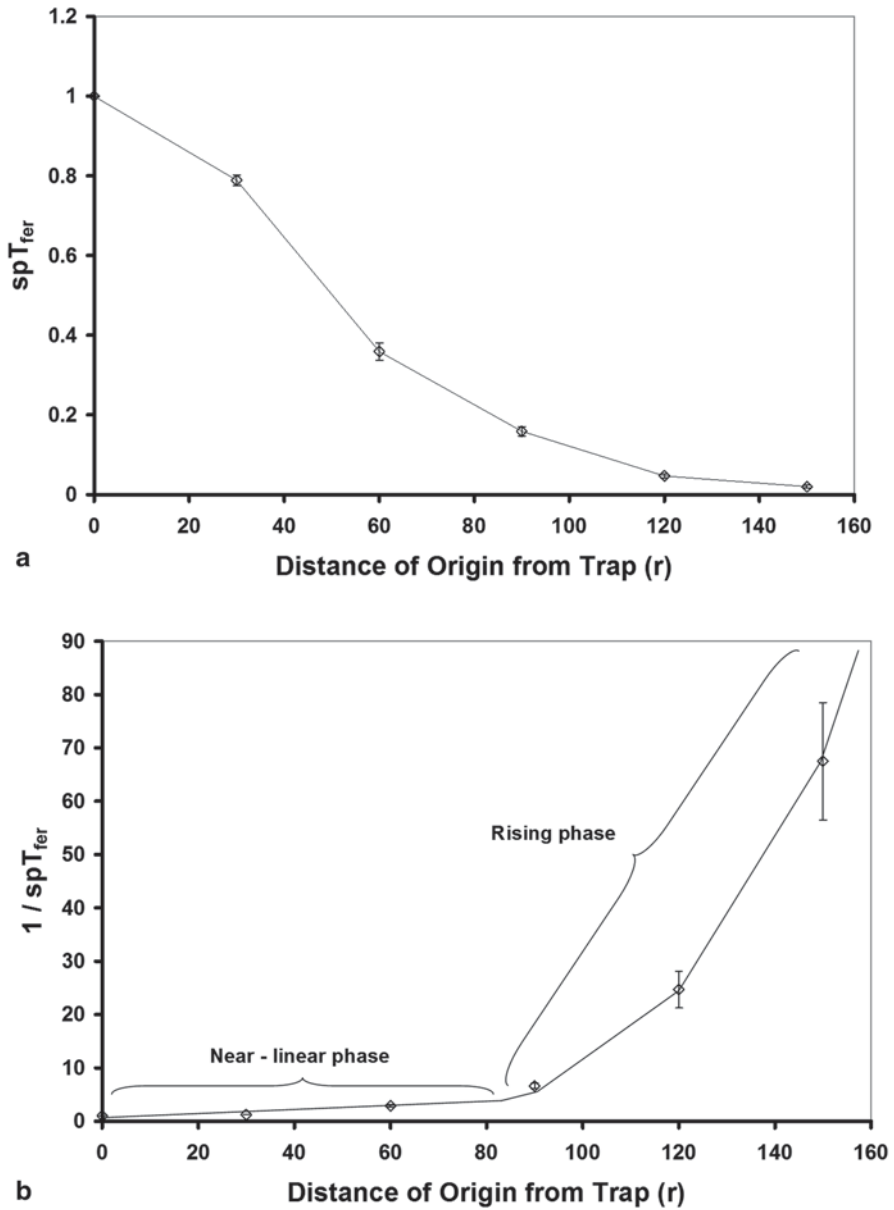 1.2
1
0.8
0.6
0.4
0.2
0
spT_fer
0 20 40 60 80 100 120 140 160
a
Distance of Origin from Trap (r)
90
80
70
60
50
40
30
20
10
0
1 / spT_fer
Rising phase
Near - linear phase
0 20 40 60 80 100 120 140 160
b
Distance of Origin from Trap (r)